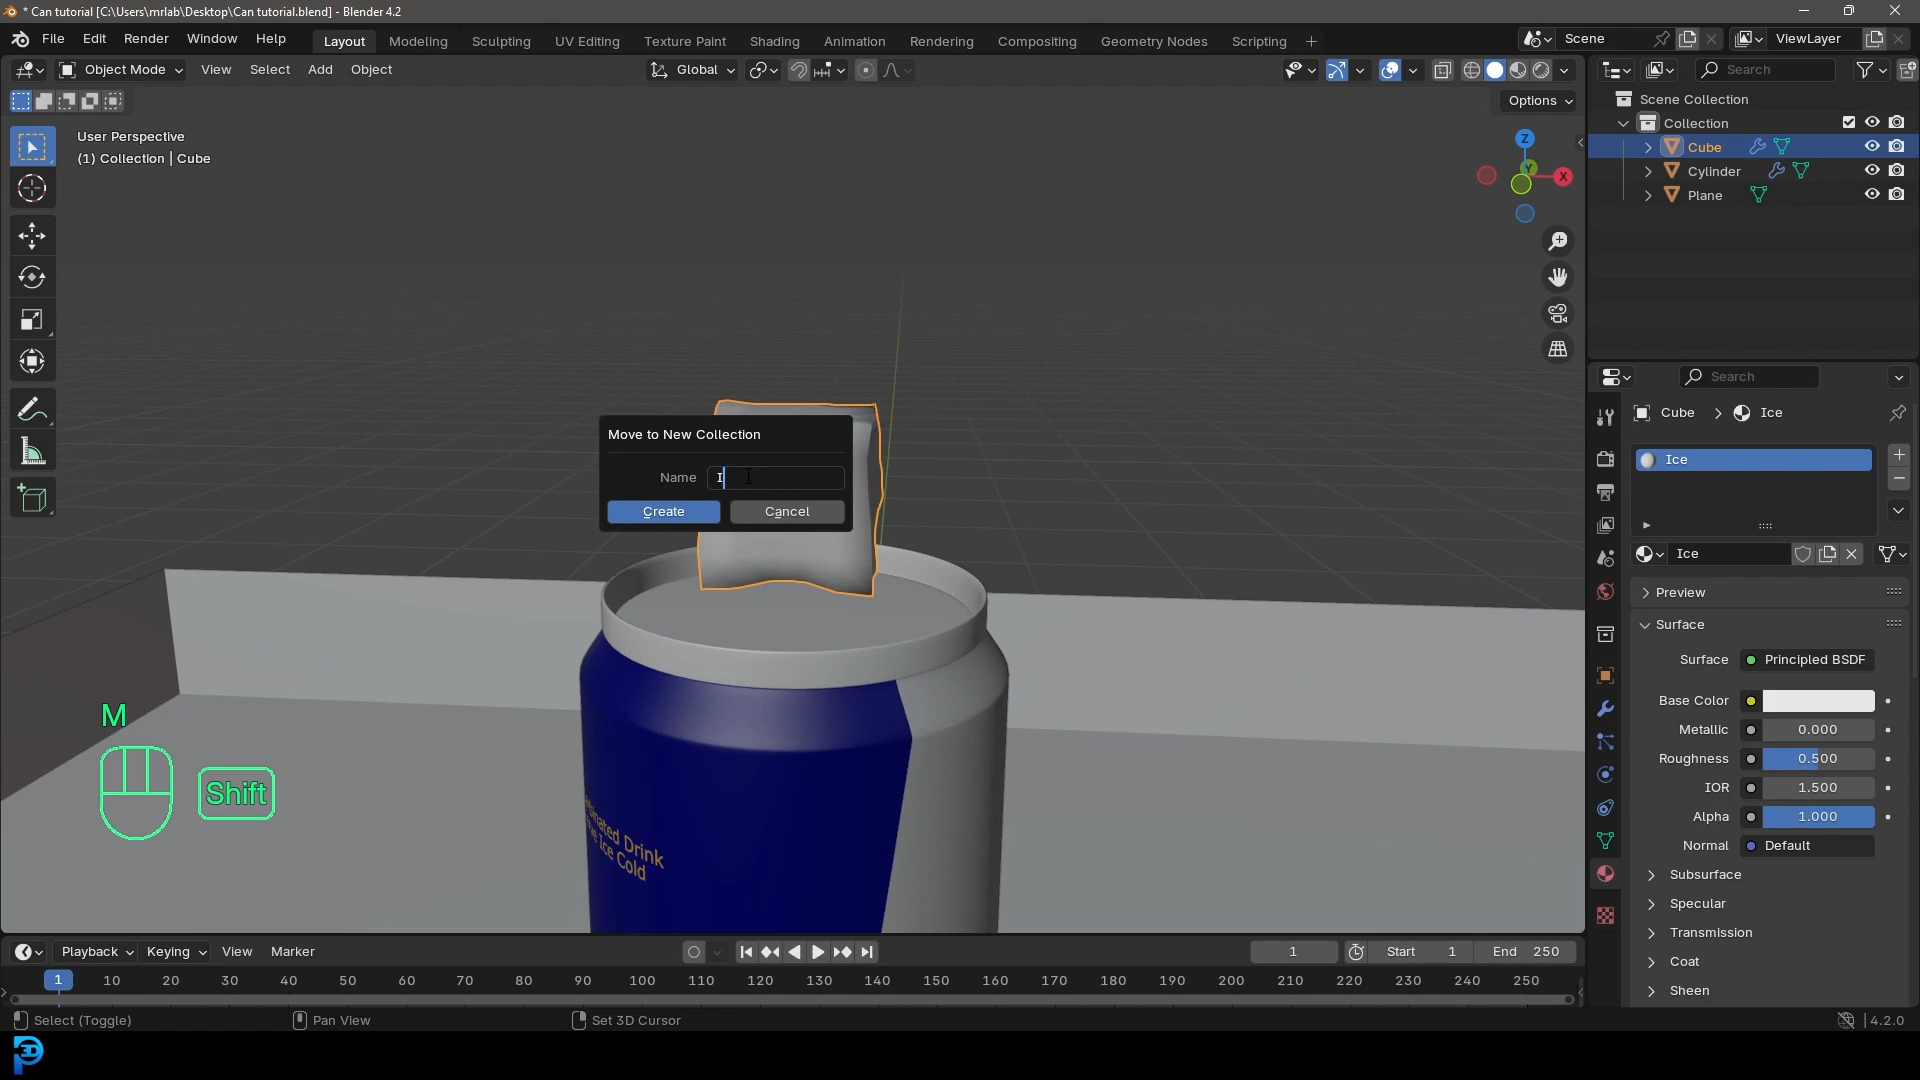 * Can tutorial [C:\Users\mrlab\Desktop\Can tutorial.blend] - Blender 4.2
File Edit Render Window Help Layout Modeling Sculpting UV Editing Texture Paint Shading Animation Rendering Compositing Geometry Nodes Scripting + Scene ViewLayer
Object Mode View Select Add Object Global Search
Options
User Perspective
(1) Collection | Cube
Z
Y
X
Scene Collection
Collection
Cube
Cylinder
Plane
Search
Cube > Ice
Ice
Ice
Preview
Surface
Surface Principled BSDF
Base Color
Metallic 0.000
Roughness 0.500
IOR 1.500
Alpha 1.000
Normal Default
Subsurface
Specular
Transmission
Coat
Sheen
Move to New Collection
Name I
Create Cancel
M
Shift
Drink
Ice Cold
Playback Keying View Marker 1 Start 1 End 250
1 10 20 30 40 50 60 70 80 90 100 110 120 130 140 150 160 170 180 190 200 210 220 230 240 250
Select (Toggle) Pan View Set 3D Cursor 4.2.0